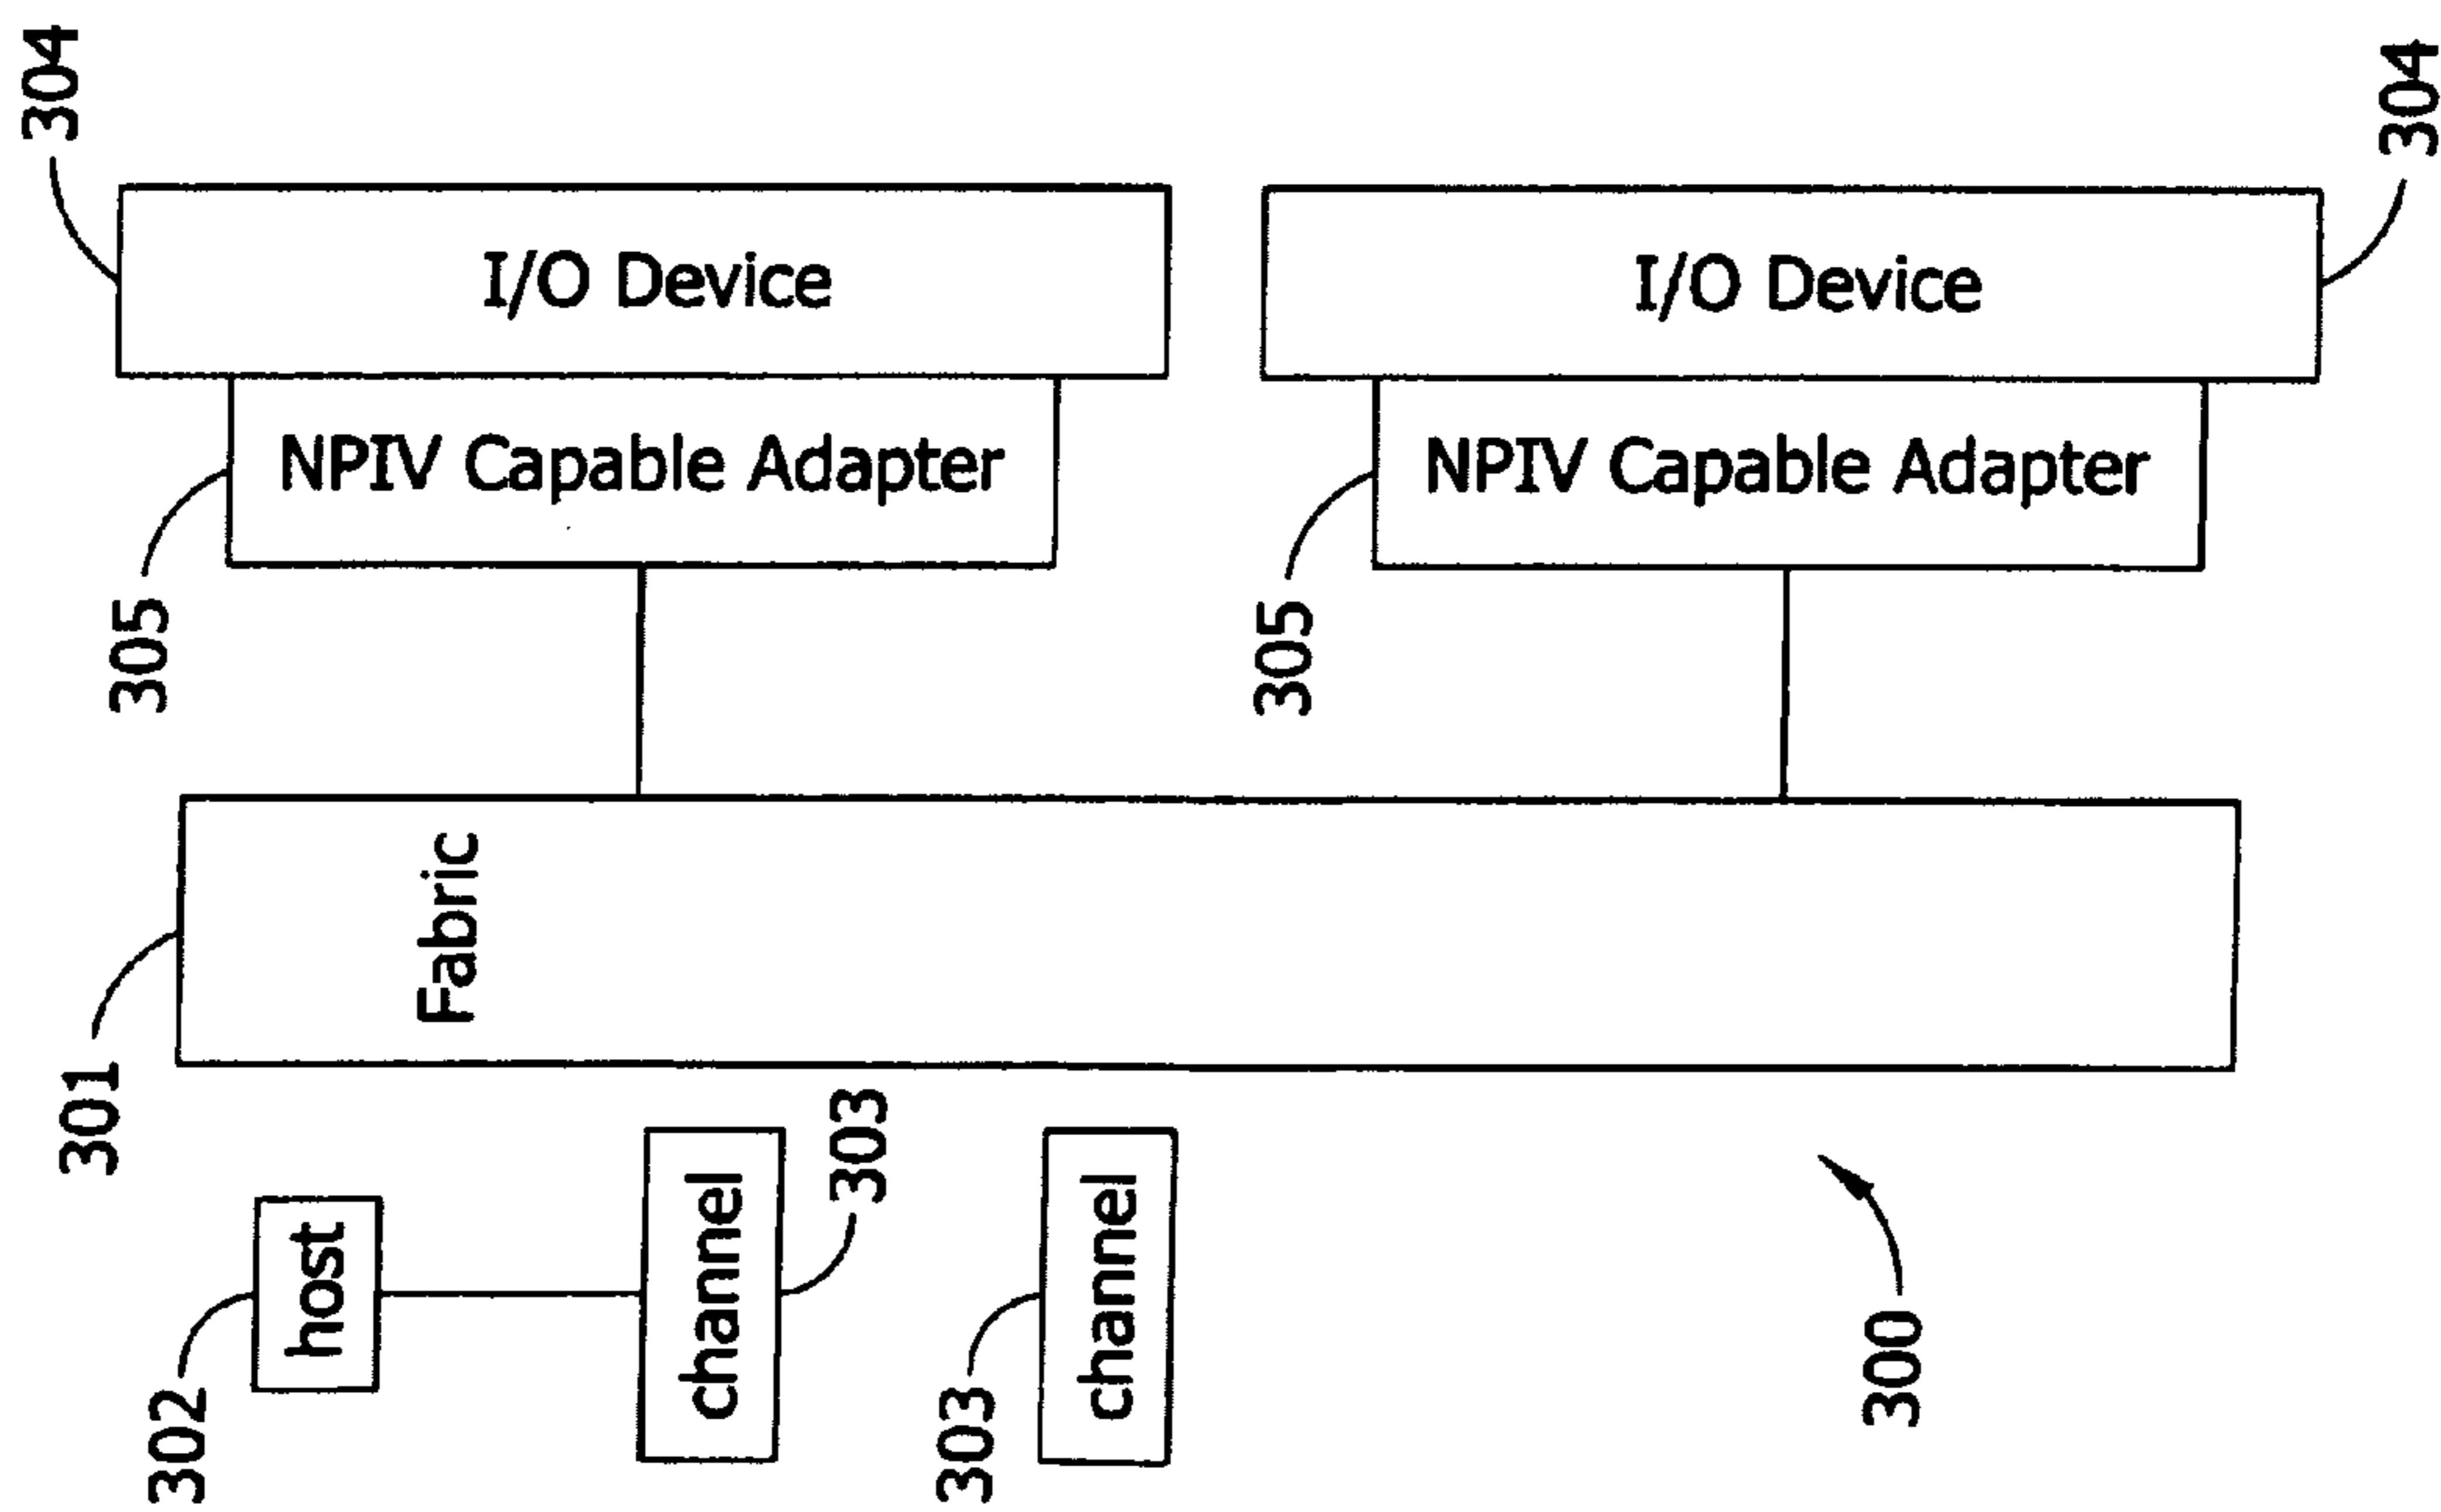 304
304
I/O Device
I/O Device
NPIV Capable Adapter
NPIV Capable Adapter
305
305
Fabric
301
303
host
channel
channel
302
303
300